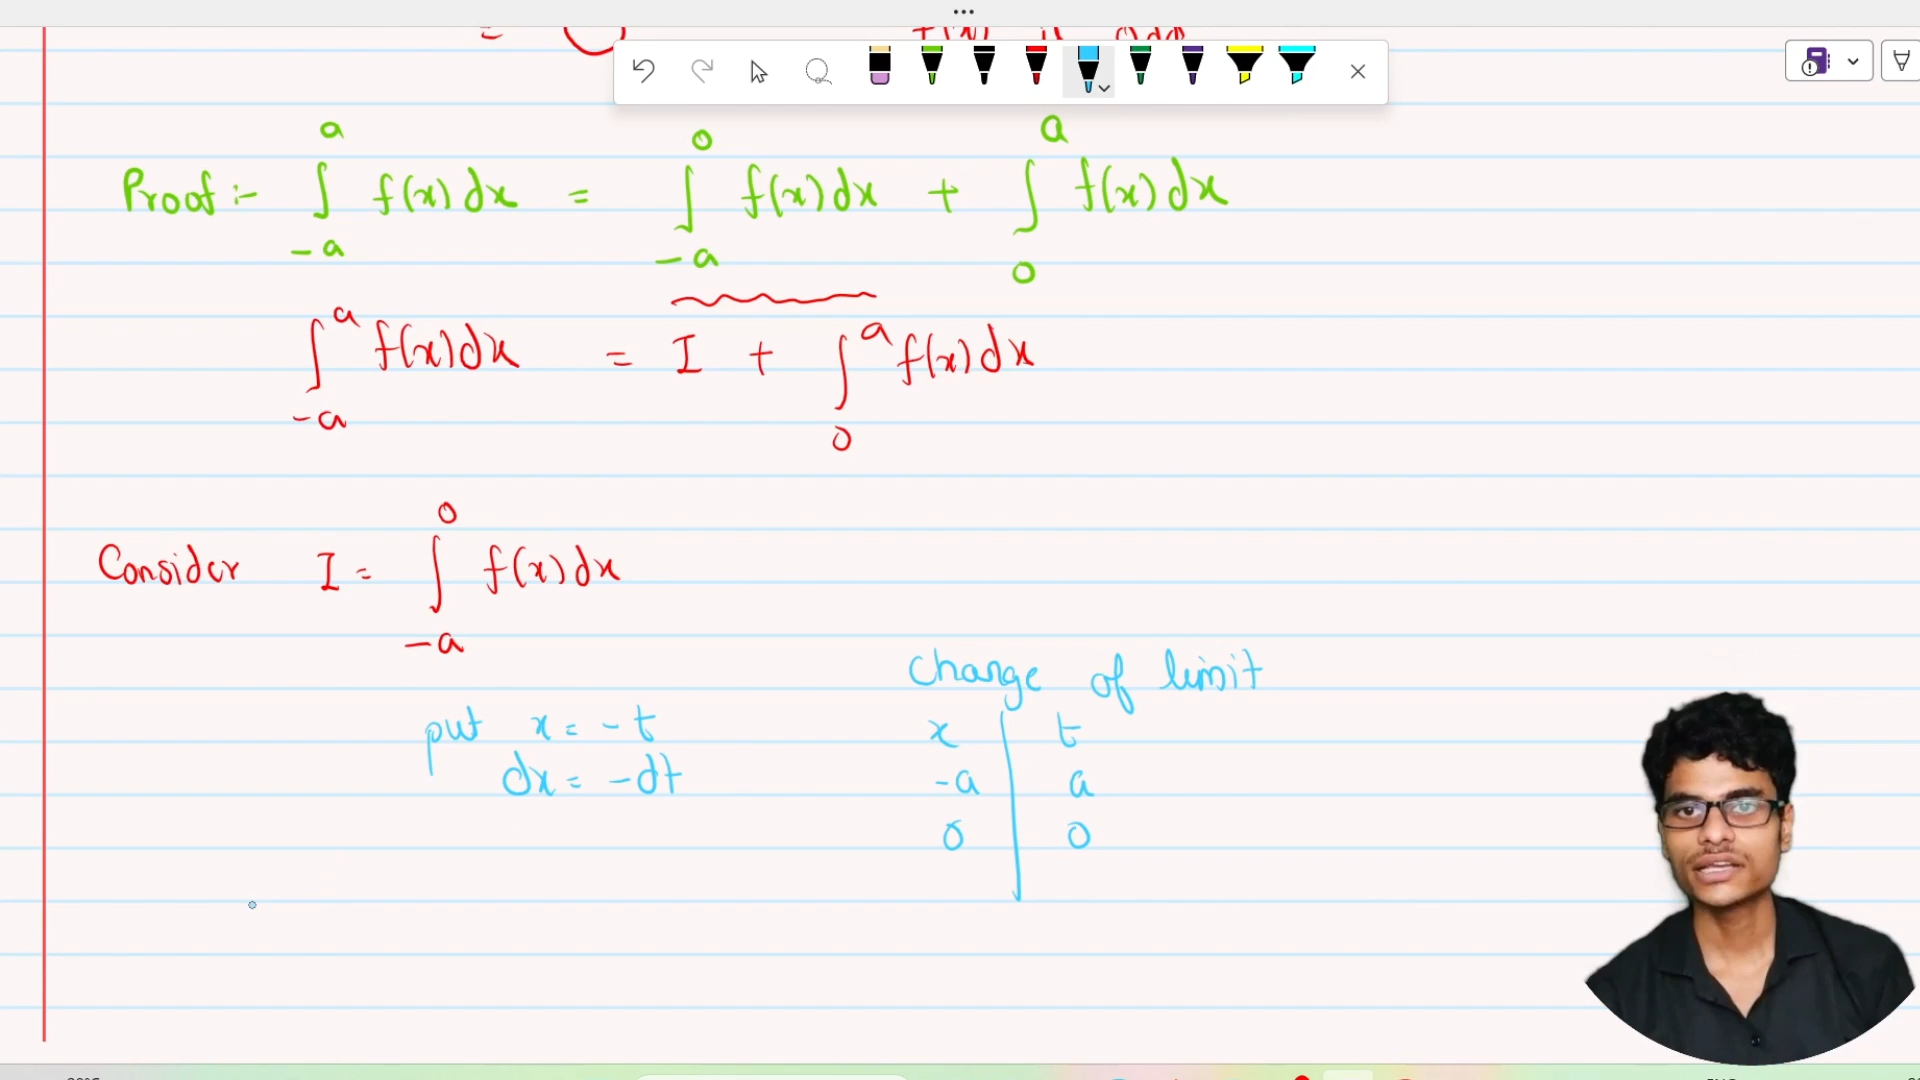 Proof :- ∫_{-a}^{a} f(x) dx = ∫_{-a}^{0} f(x) dx + ∫_{0}^{a} f(x) dx
∫_{-a}^{a} f(x) dx = I + ∫_{0}^{a} f(x) dx
Consider I = ∫_{-a}^{0} f(x) dx
Change of limit
put x = - t
x | t
dx = - dt
-a | a
0 | 0